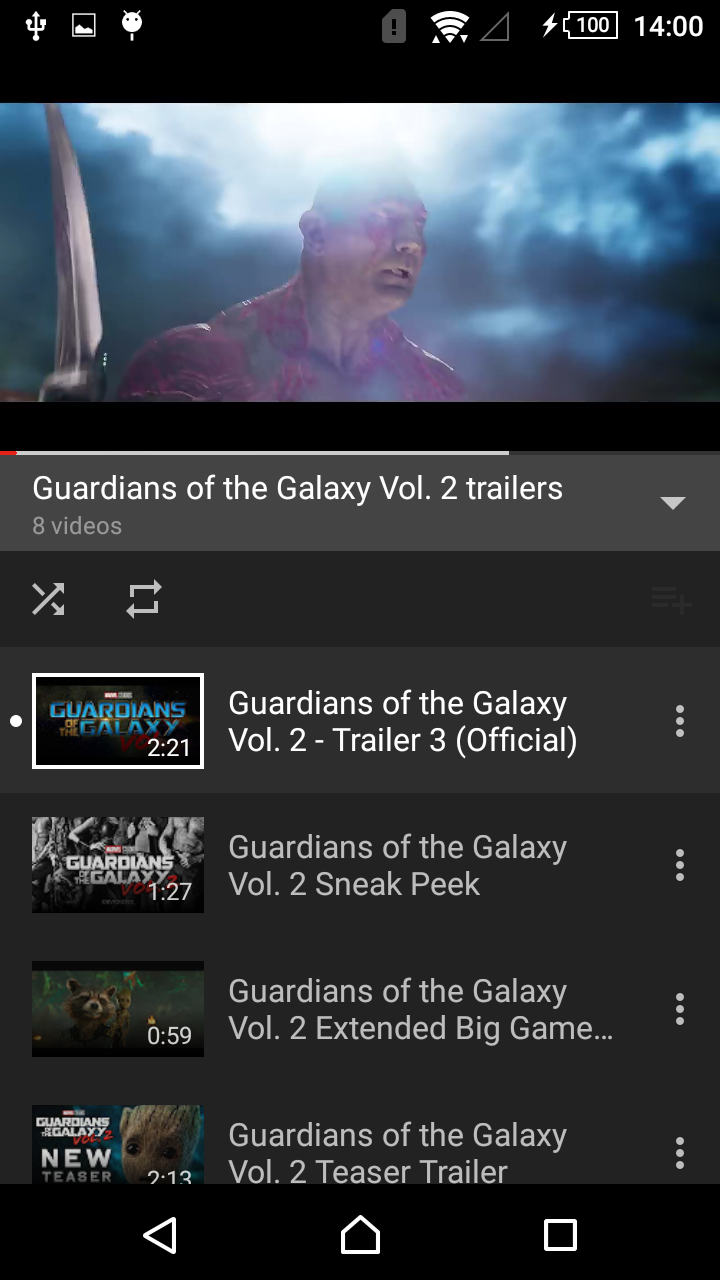 100 14:00
Guardians of the Galaxy Vol. 2 trailers
8 videos
MARVEL STUDIOS
GUARDIANS
OF THE GALAXY
2:21
Guardians of the Galaxy
Vol. 2 - Trailer 3 (Official)
GUARDIANS
OF THE GALAXY
VOL. 2
1:27
Guardians of the Galaxy
Vol. 2 Sneak Peek
0:59
Guardians of the Galaxy
Vol. 2 Extended Big Game…
GUARDIANS
OF THE GALAXY
VOL. 2
NEW
TEASER
2:13
Guardians of the Galaxy
Vol. 2 Teaser Trailer